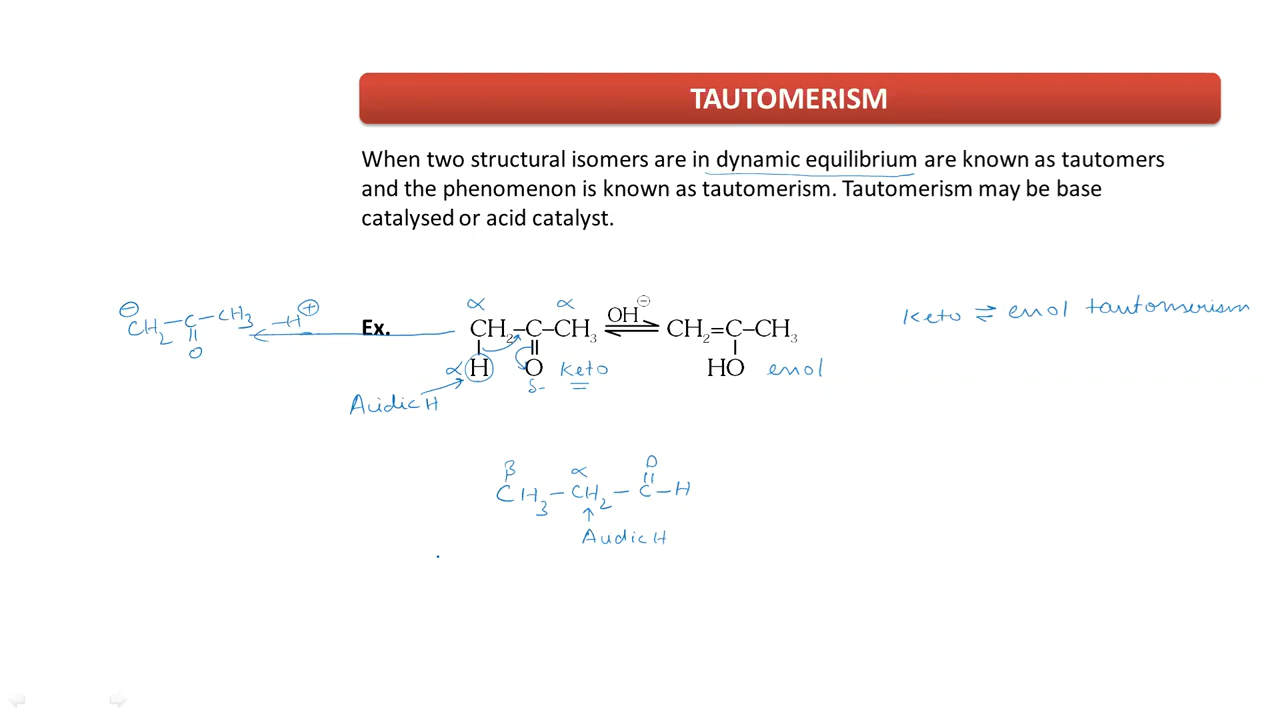 TAUTOMERISM
When two structural isomers are in dynamic equilibrium are known as tautomers
and the phenomenon is known as tautomerism. Tautomerism may be base
catalysed or acid catalyst.
α α
⊖CH₂–C–CH₃ –H⊕ Ex. CH₂–C–CH₃ OH⊖ ⇌ CH₂=C–CH₃ Keto ⇌ enol tautomerism
O α H O Keto HO enol
δ-
Acidic H
β α O
CH₃–CH₂–C–H
↑
Acidic H